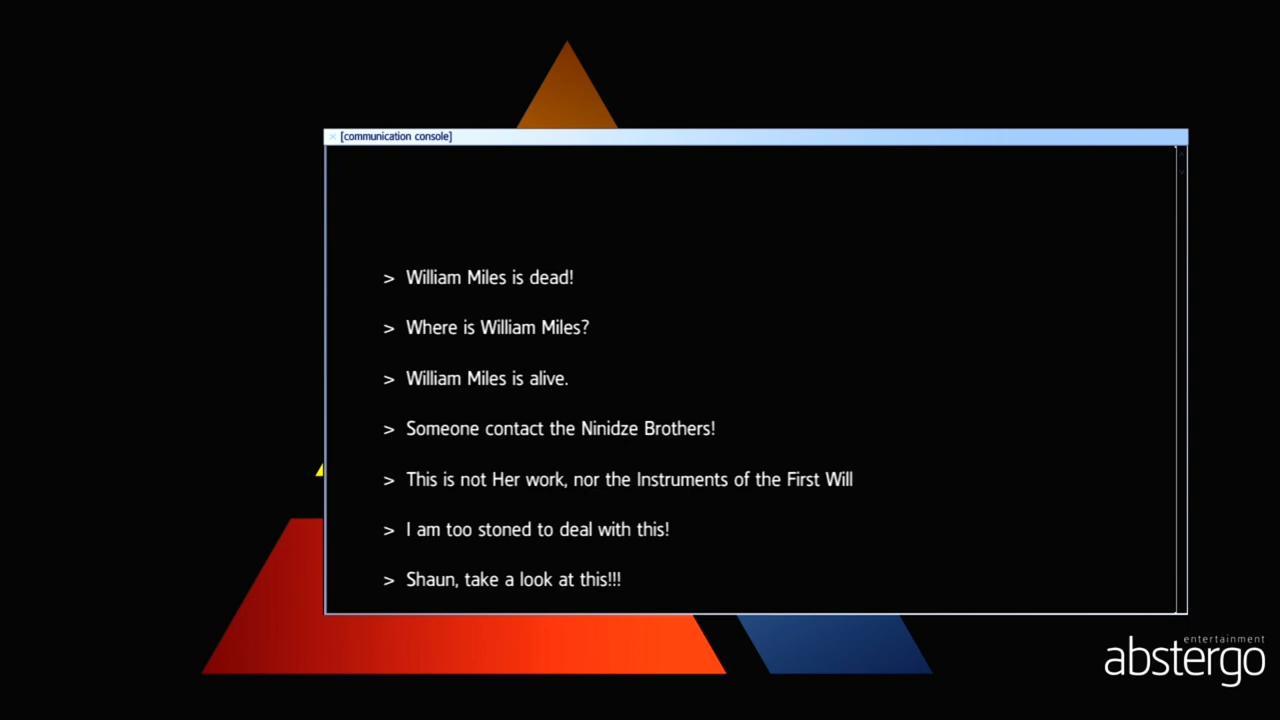 [communication console]
> William Miles is dead!
> Where is William Miles?
> William Miles is alive.
> Someone contact the Ninidze Brothers!
> This is not Her work, nor the Instruments of the First Will
> I am too stoned to deal with this!
> Shaun, take a look at this!!!
entertainment
abstergo